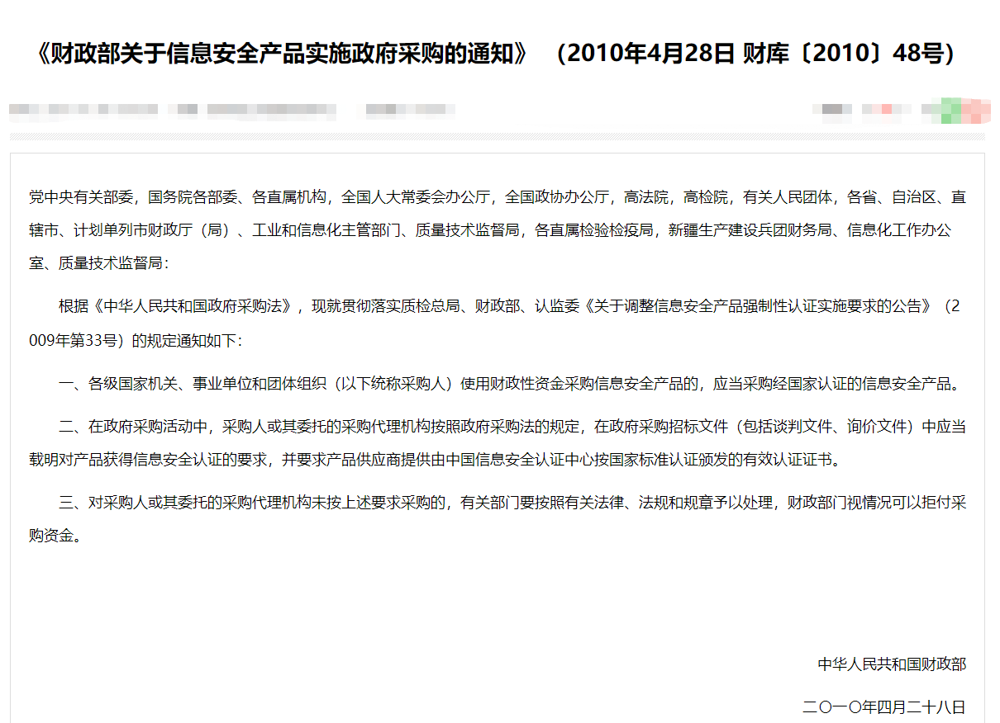 《财政部关于信息安全产品实施政府采购的通知》 （2010年4月28日 财库〔2010〕48号）
党中央有关部委，国务院各部委、各直属机构，全国人大常委会办公厅，全国政协办公厅，高法院，高检院，有关人民团体，各省、自治区、直
辖市、计划单列市财政厅（局）、工业和信息化主管部门、质量技术监督局，各直属检验检疫局，新疆生产建设兵团财务局、信息化工作办公
室、质量技术监督局：
根据《中华人民共和国政府采购法》，现就贯彻落实质检总局、财政部、认监委《关于调整信息安全产品强制性认证实施要求的公告》（2
009年第33号）的规定通知如下：
一、各级国家机关、事业单位和团体组织（以下统称采购人）使用财政性资金采购信息安全产品的，应当采购经国家认证的信息安全产品。
二、在政府采购活动中，采购人或其委托的采购代理机构按照政府采购法的规定，在政府采购招标文件（包括谈判文件、询价文件）中应当
载明对产品获得信息安全认证的要求，并要求产品供应商提供由中国信息安全认证中心按国家标准认证颁发的有效认证证书。
三、对采购人或其委托的采购代理机构未按上述要求采购的，有关部门要按照有关法律、法规和规章予以处理，财政部门视情况可以拒付采
购资金。
中华人民共和国财政部
二〇一〇年四月二十八日